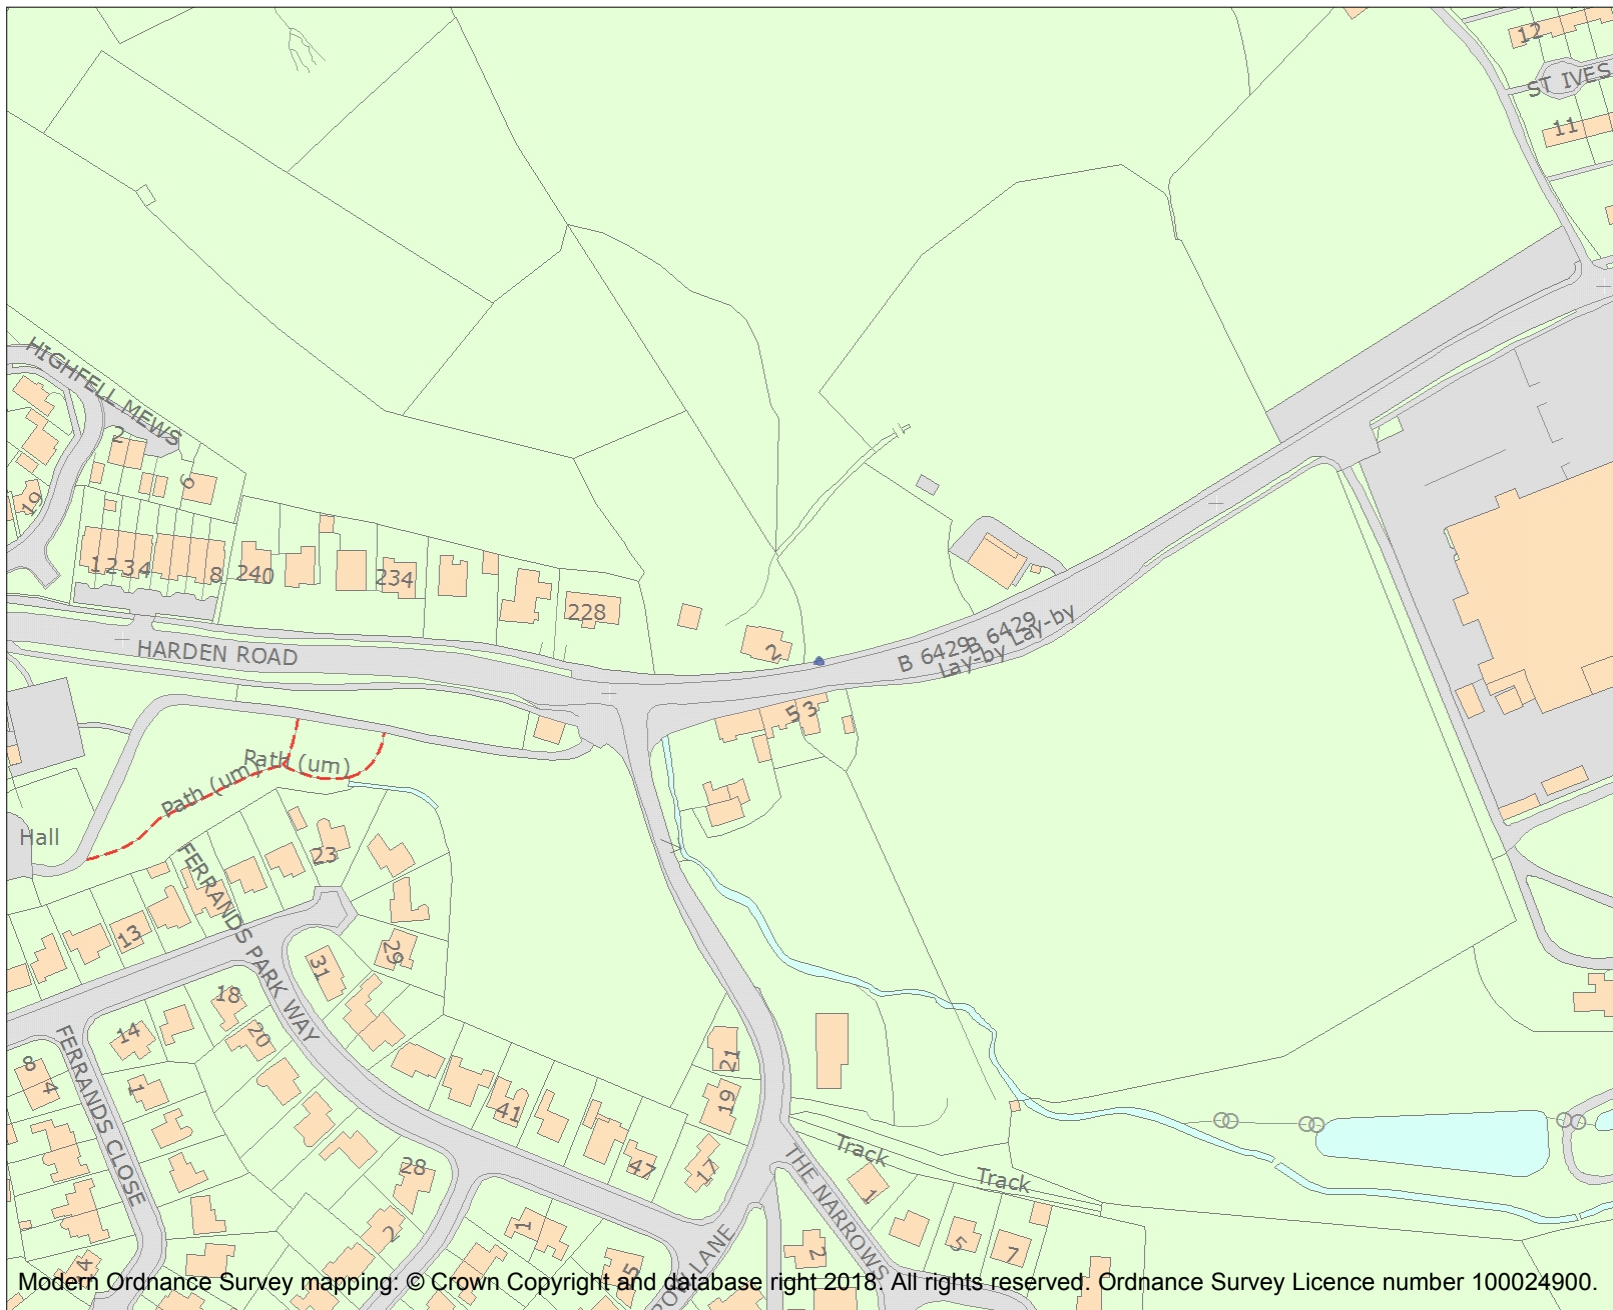 12
ST IVES
11
HIGHFELL MEWS
2
6
19
1 2 3 4
8
240
234
228
2
B 6429
B 6429
Lay-by
Lay-by
HARDEN ROAD
5 3
Path (um)
Path (um)
Hall
23
FERRANDS PARK WAY
13
29
31
18
14
20
21
8
4
1
19
41
FERRANDS CLOSE
47
17
28
Track
Track
THE NARROWS
1
2
1
5
7
2
14
5
LANE
Modern Ordnance Survey mapping: © Crown Copyright and database right 2018. All rights reserved. Ordnance Survey Licence number 100024900.